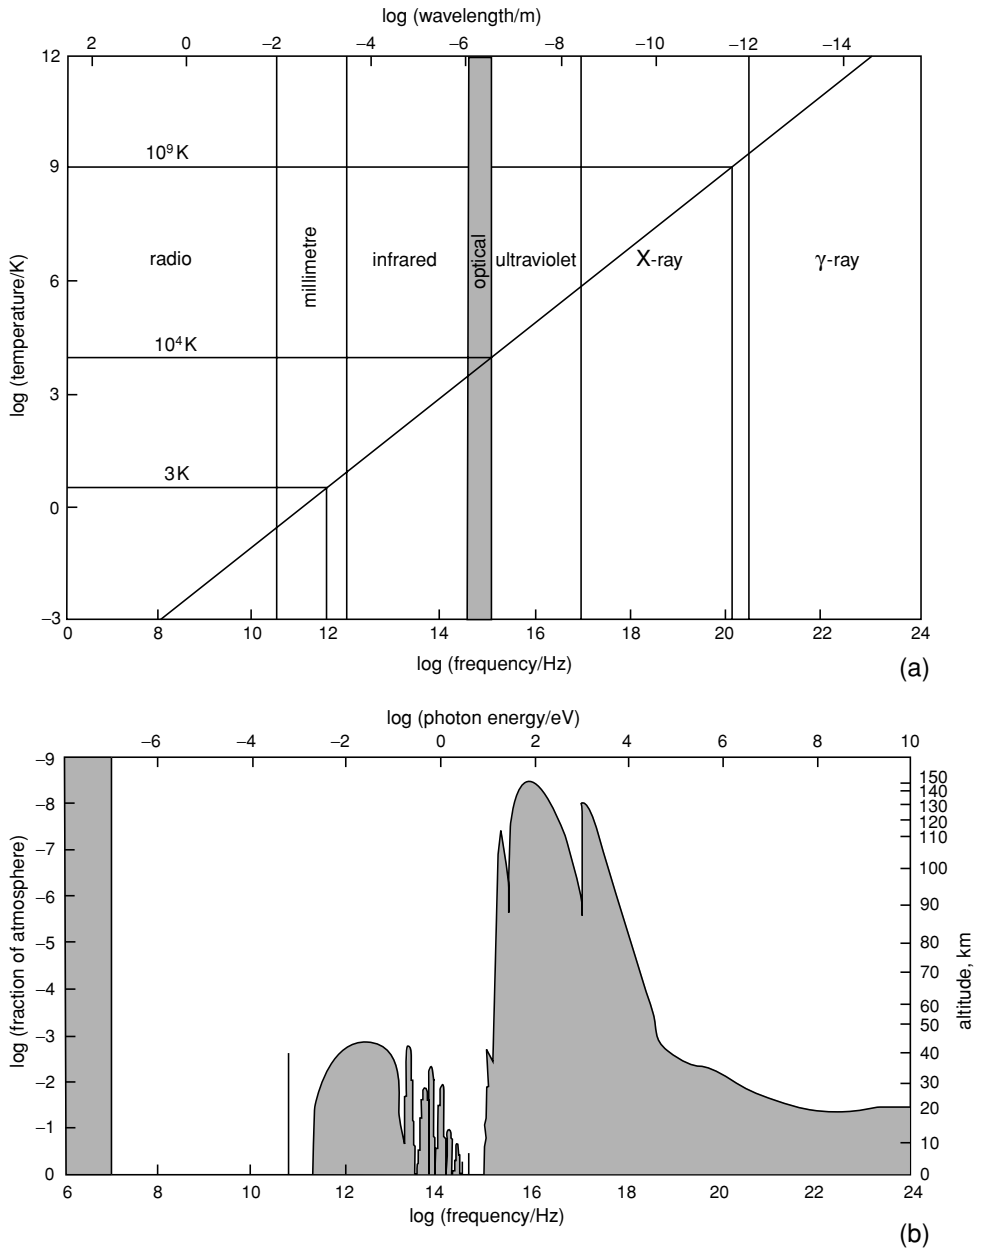 log (wavelength/m)
2 0 −2 −4 −6 −8 −10 −12 −14
12
9
6
3
0
−3
log (temperature/K)
10⁹ K
radio
millimetre
infrared
optical
ultraviolet
X-ray
γ-ray
10⁴ K
3 K
0 8 10 12 14 16 18 20 22 24
log (frequency/Hz)
(a)
log (photon energy/eV)
−6 −4 −2 0 2 4 6 8 10
−9
−8
−7
−6
−5
−4
−3
−2
−1
0
log (fraction of atmosphere)
150
140
130
120
110
100
90
80
70
60
50
40
30
20
10
0
altitude, km
6 8 10 12 14 16 18 20 22 24
log (frequency/Hz)
(b)